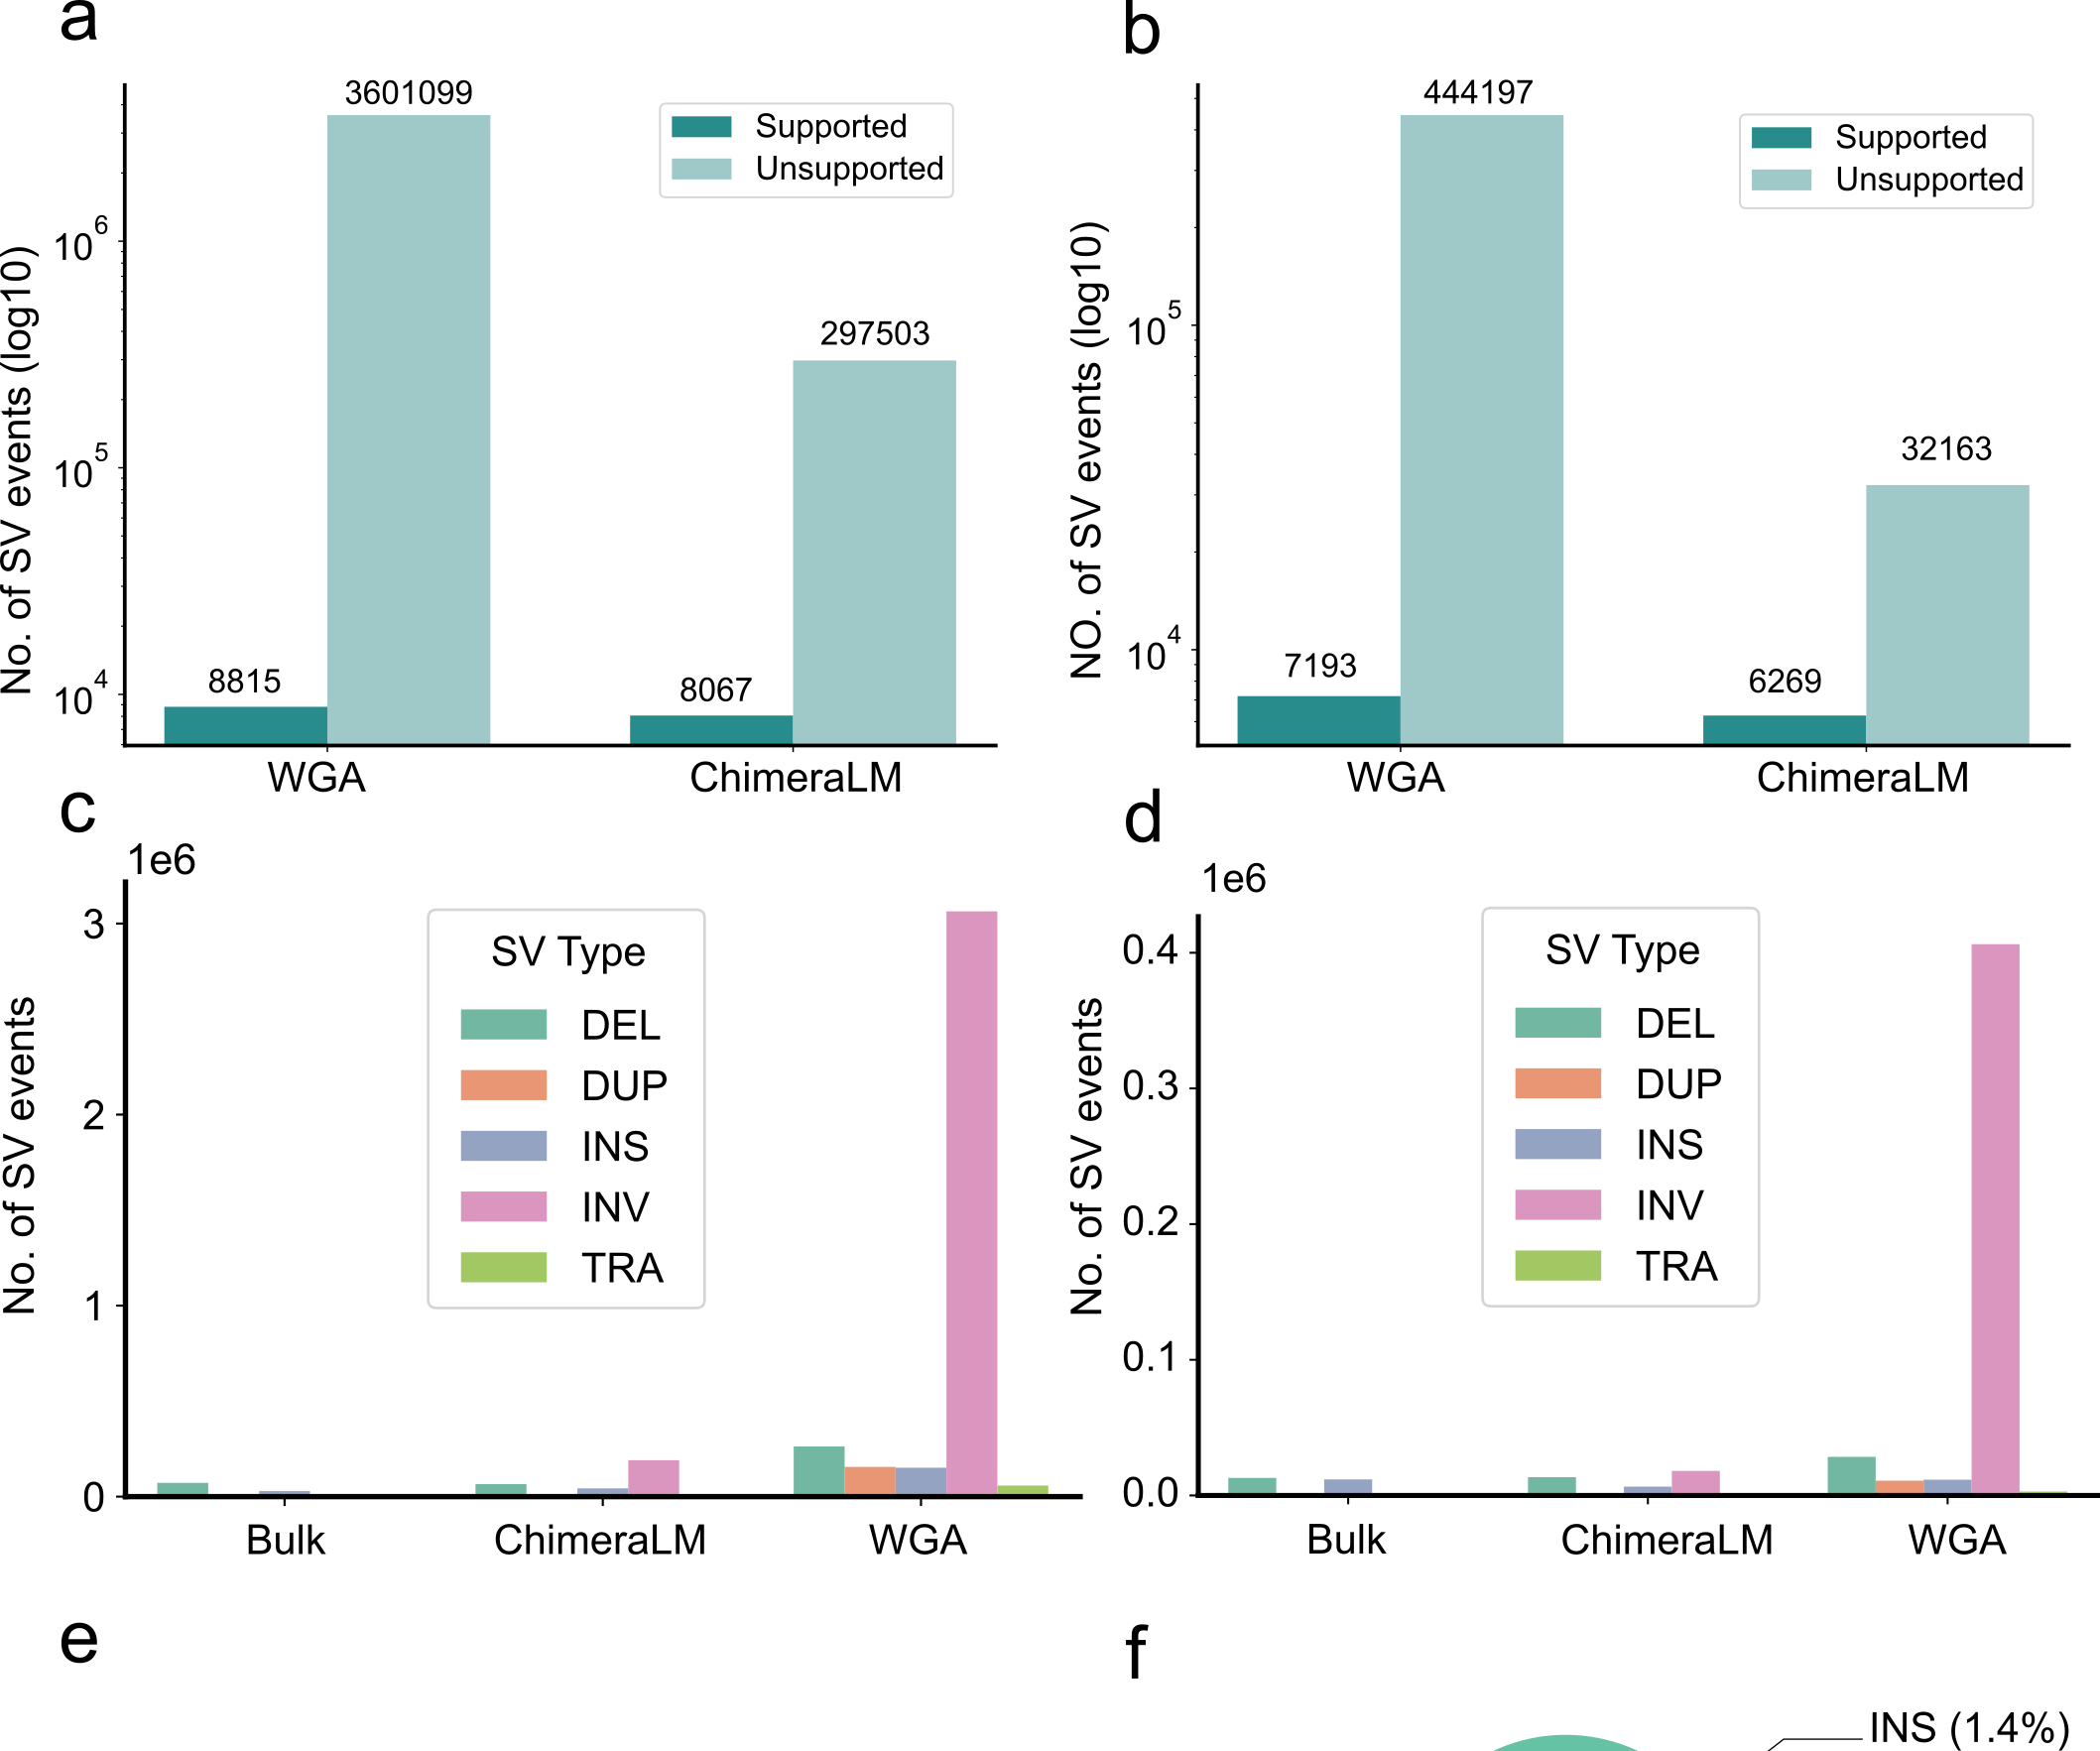 a
3601099
Supported
Unsupported
297503
8815
8067
10^6
10^5
10^4
No. of SV events (log10)
WGA
ChimeraLM
b
444197
Supported
Unsupported
32163
7193
6269
10^5
10^4
NO. of SV events (log10)
WGA
ChimeraLM
c
1e6
3
2
1
0
No. of SV events
SV Type
DEL
DUP
INS
INV
TRA
Bulk
ChimeraLM
WGA
d
1e6
0.4
0.3
0.2
0.1
0.0
No. of SV events
SV Type
DEL
DUP
INS
INV
TRA
Bulk
ChimeraLM
WGA
e
f
INS (1.4%)